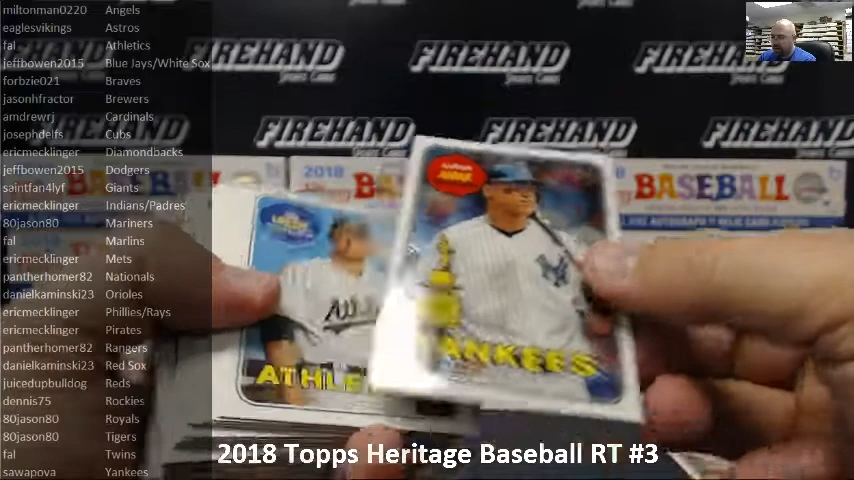 miltonman0220 Angels
eaglesvikings Astros
fal Athletics
jeffbowen2015 Blue Jays/White Sox
forbzie021 Braves
jasonhfractor Brewers
amdrewrj Cardinals
josephdelfs Cubs
ericmecklinger Diamondbacks
jeffbowen2015 Dodgers
saintfan4lyf Giants
ericmecklinger Indians/Padres
80jason80 Mariners
fal Marlins
ericmecklinger Mets
pantherhomer82 Nationals
danielkaminski23 Orioles
ericmecklinger Phillies/Rays
ericmecklinger Pirates
pantherhomer82 Rangers
danielkaminski23 Red Sox
juicedupbulldog Reds
dennis75 Rockies
80jason80 Royals
80jason80 Tigers
fal Twins
sawapova Yankees
FIREHAND FIREHAND FIREHAND
FIREHAND FIREHAND FIREHAND
2018
BASEBALL
JUDGE
YANKEES
ATHLE
2018 Topps Heritage Baseball RT #3